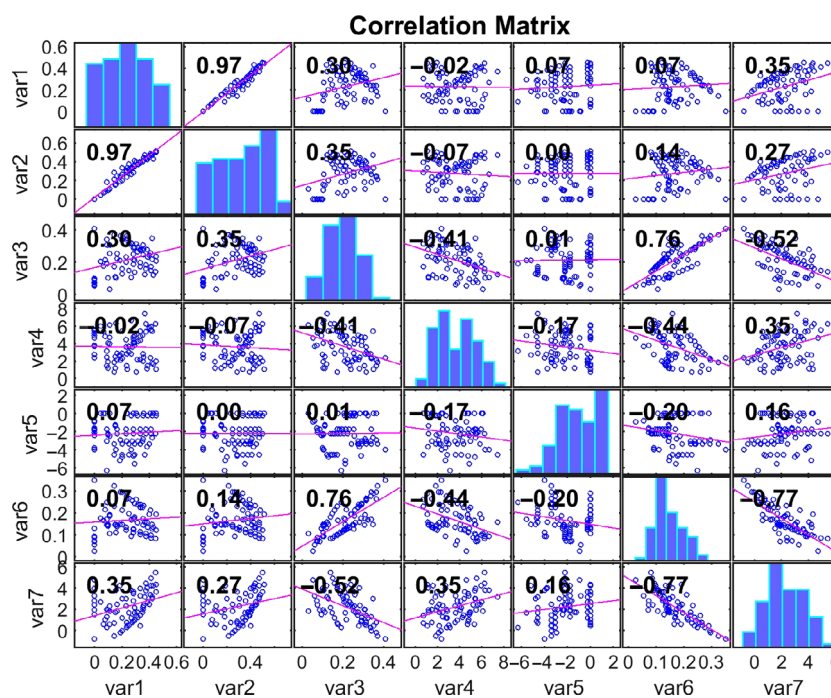 Correlation Matrix
var1 0.6 0.4 0.2 0 0.97 0.30 −0.02 0.07 0.07 0.35
var2 0.6 0.4 0.2 0 0.97 0.35 −0.07 0.00 0.14 0.27
var3 0.4 0.2 0 0.30 0.35 −0.41 0.01 0.76 -0.52
var4 8 6 4 2 0 −0.02 −0.07 −0.41 −0.17 −0.44 0.35
var5 2 0 −2 −4 −6 0.07 0.00 0.01 −0.17 −0.20 0.16
var6 0.3 0.2 0.1 0 0.07 0.14 0.76 −0.44 −0.20 −0.77
var7 6 4 2 0 0.35 0.27 −0.52 0.35 0.16 −0.77
0 0.20.40.6 0 0.2 0.4 0 0.2 0.4 0 2 4 6 8 −6−4−2 0 2 0 0.10.20.3 0 2 4 6
var1 var2 var3 var4 var5 var6 var7